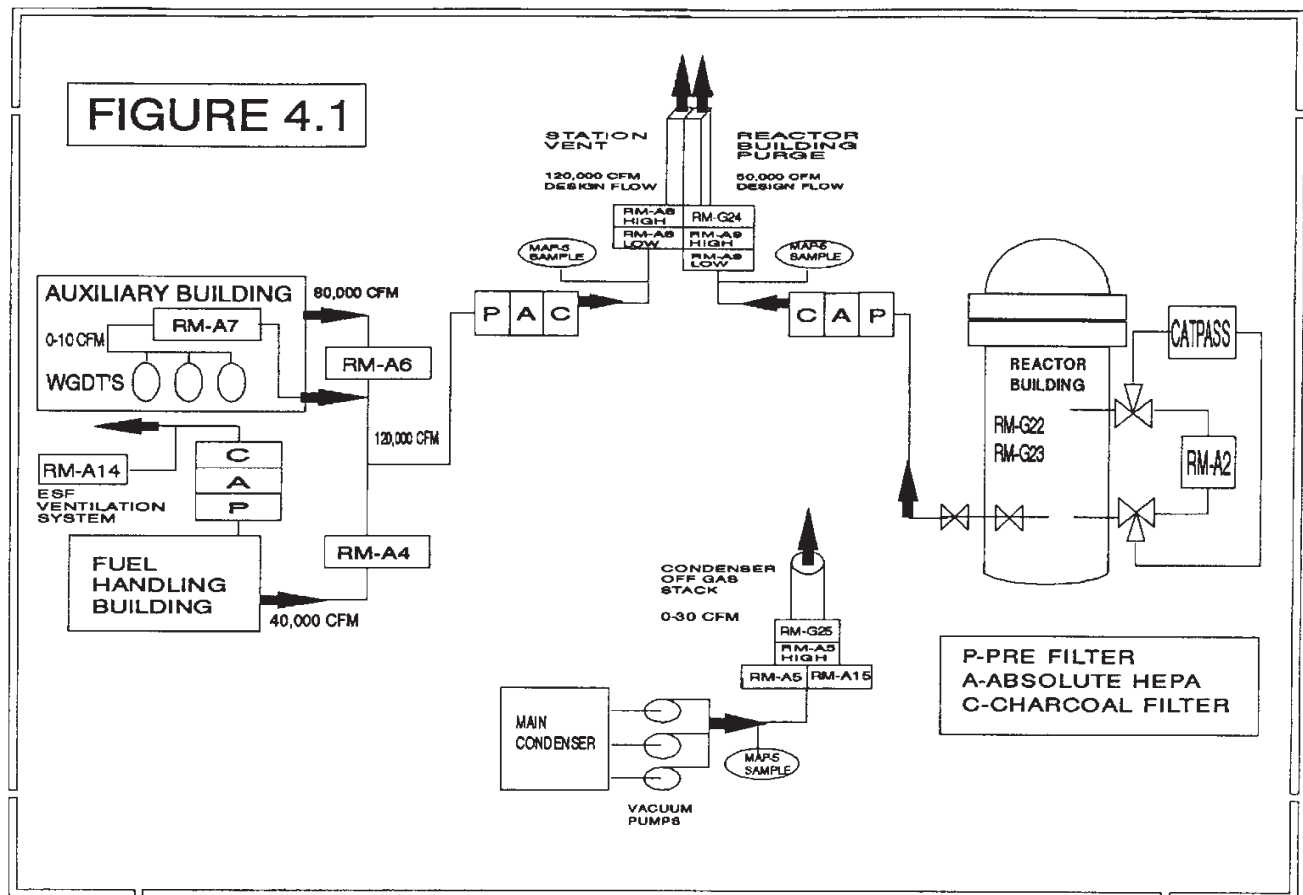 FIGURE 4.1
STATION
VENT
120,000 CFM
DESIGN FLOW
REACTOR
BUILDING
PURGE
50,000 CFM
DESIGN FLOW
RM-A8
HIGH
RM-G24
RM-A8
LOW
RM-A9
HIGH
RM-A9
LOW
MAP-5
SAMPLE
MAP-5
SAMPLE
AUXILIARY BUILDING
80,000 CFM
RM-A7
0-10 CFM
WGDT'S
RM-A6
P A C
C A P
120,000 CFM
RM-A14
ESF
VENTILATION
SYSTEM
C
A
P
RM-A4
FUEL
HANDLING
BUILDING
40,000 CFM
CATPASS
REACTOR
BUILDING
RM-G22
RM-G23
RM-A2
CONDENSER
OFF GAS
STACK
0-30 CFM
RM-G25
RM-A5
HIGH
RM-A5
RM-A15
MAIN
CONDENSER
MAP-5
SAMPLE
VACUUM
PUMPS
P-PRE FILTER
A-ABSOLUTE HEPA
C-CHARCOAL FILTER